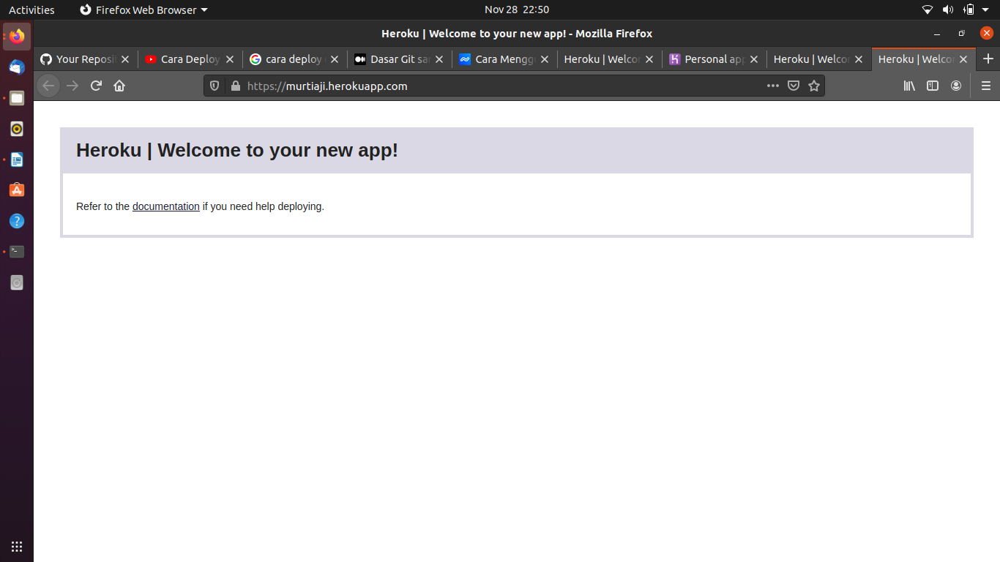 Activities
Firefox Web Browser
Nov 28 22:50
Heroku | Welcome to your new app! - Mozilla Firefox
Your Reposit
Cara Deploy
cara deploy
Dasar Git sa
Cara Mengg
Heroku | Welco
Personal app
Heroku | Welcor
Heroku | Welcor
https://murtiaji.herokuapp.com
Heroku | Welcome to your new app!
Refer to the documentation if you need help deploying.